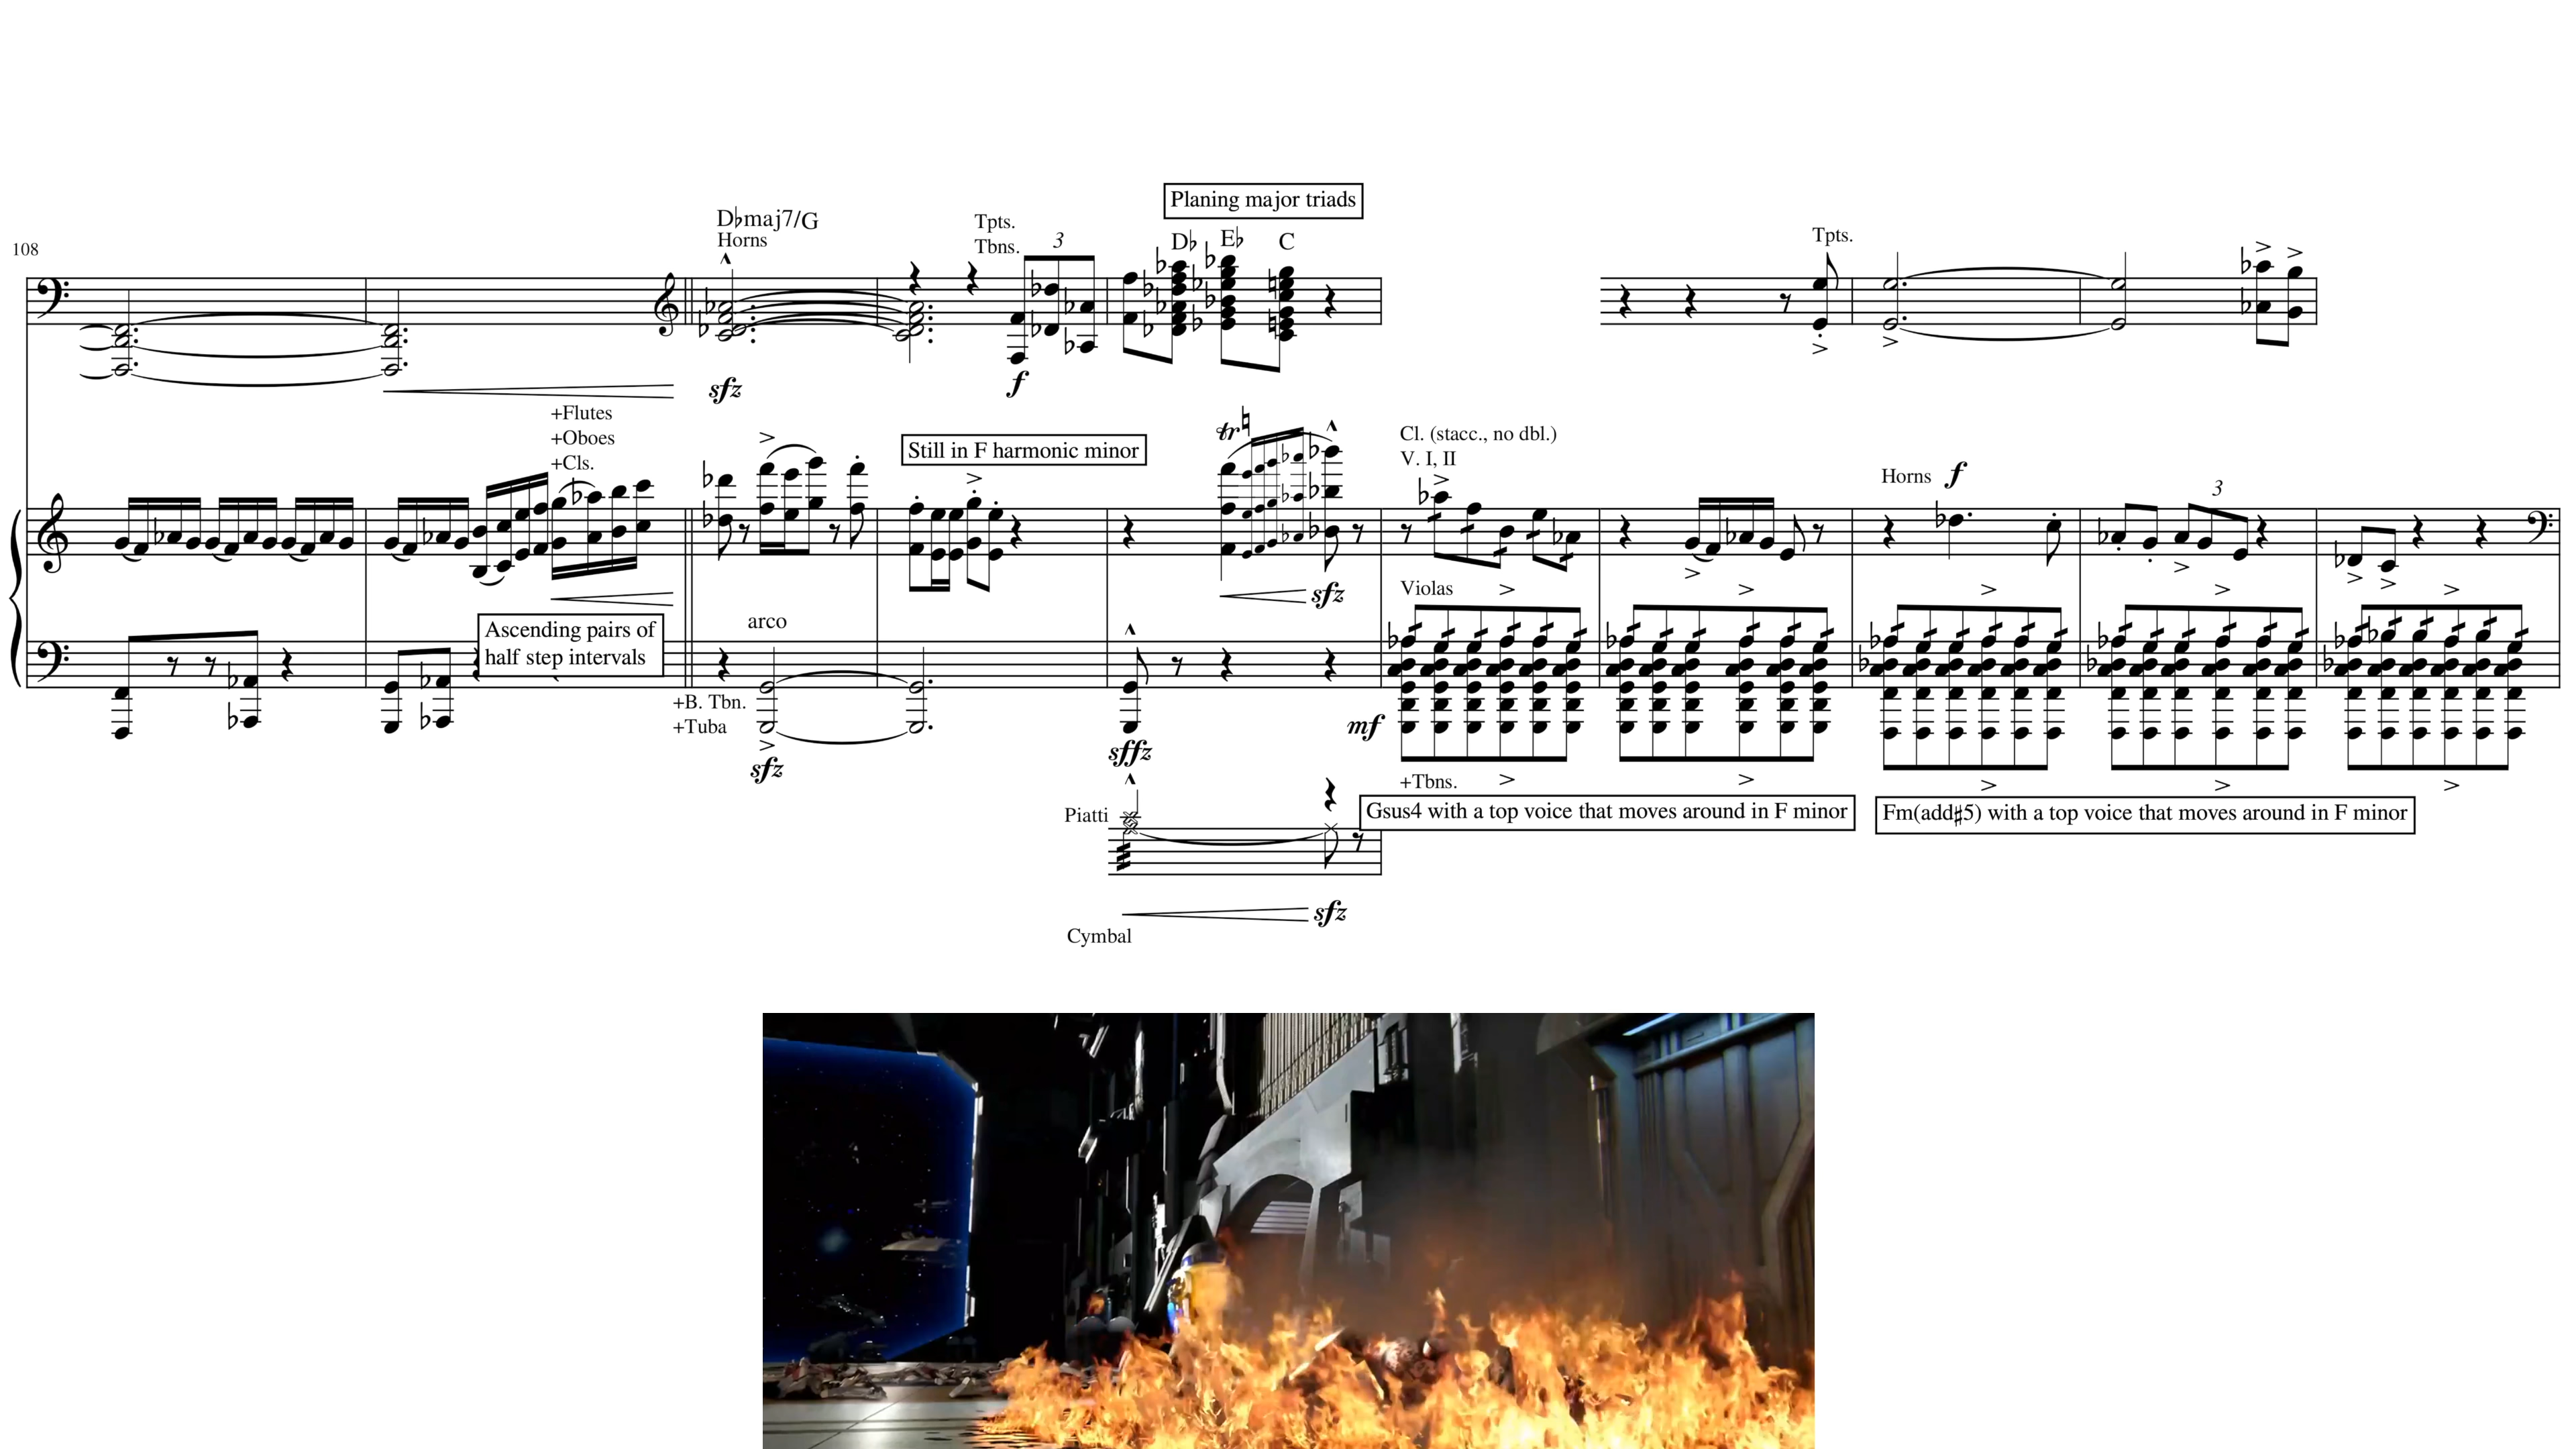 108
D♭maj7/G
Horns
Tpts.
Tbns.
3
Planing major triads
D♭ E♭ C
Tpts.
sfz
f
+Flutes
+Oboes
+Cls.
Still in F harmonic minor
tr
sfz
Cl. (stacc., no dbl.)
V. I, II
Horns f
3
Ascending pairs of
half step intervals
arco
+B. Tbn.
+Tuba
sfz
sffz
Violas
mf
+Tbns.
Gsus4 with a top voice that moves around in F minor
Fm(add♯5) with a top voice that moves around in F minor
Piatti
sfz
Cymbal